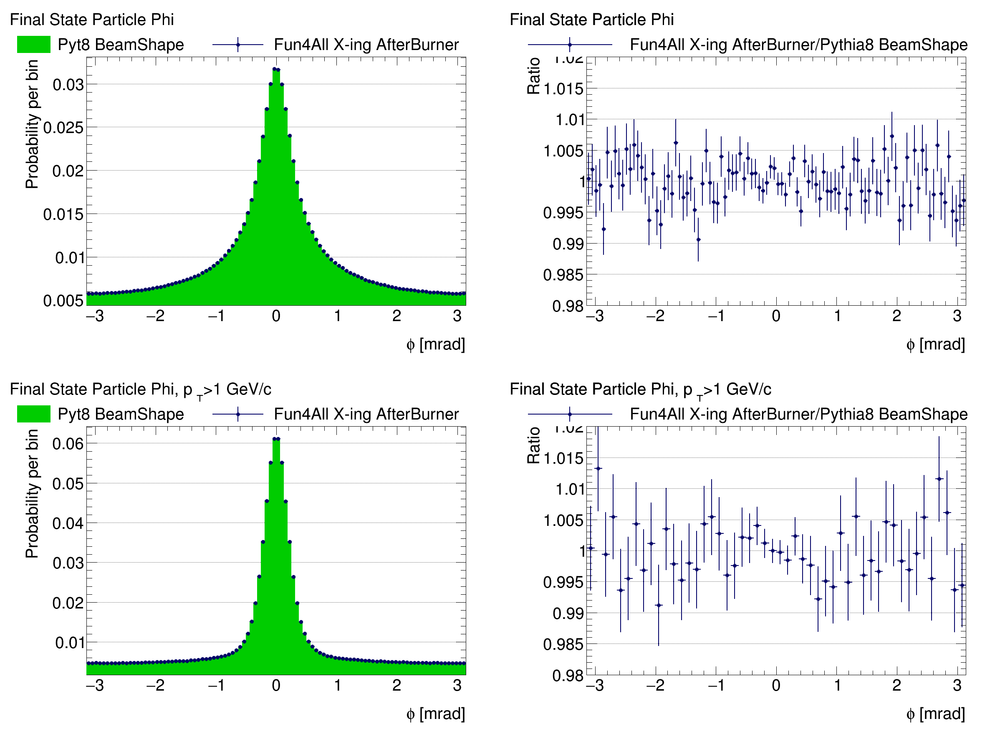 Final State Particle Phi
Pyt8 BeamShape Fun4All X-ing AfterBurner
Probability per bin
0.03
0.025
0.02
0.015
0.01
0.005
−3 −2 −1 0 1 2 3
ϕ [mrad]
Final State Particle Phi
Fun4All X-ing AfterBurner/Pythia8 BeamShape
Ratio
1.02
1.015
1.01
1.005
1
0.995
0.99
0.985
0.98
−3 −2 −1 0 1 2 3
ϕ [mrad]
Final State Particle Phi, p T>1 GeV/c
Pyt8 BeamShape Fun4All X-ing AfterBurner
Probability per bin
0.06
0.05
0.04
0.03
0.02
0.01
−3 −2 −1 0 1 2 3
ϕ [mrad]
Final State Particle Phi, p T>1 GeV/c
Fun4All X-ing AfterBurner/Pythia8 BeamShape
Ratio
1.02
1.015
1.01
1.005
1
0.995
0.99
0.985
0.98
−3 −2 −1 0 1 2 3
ϕ [mrad]